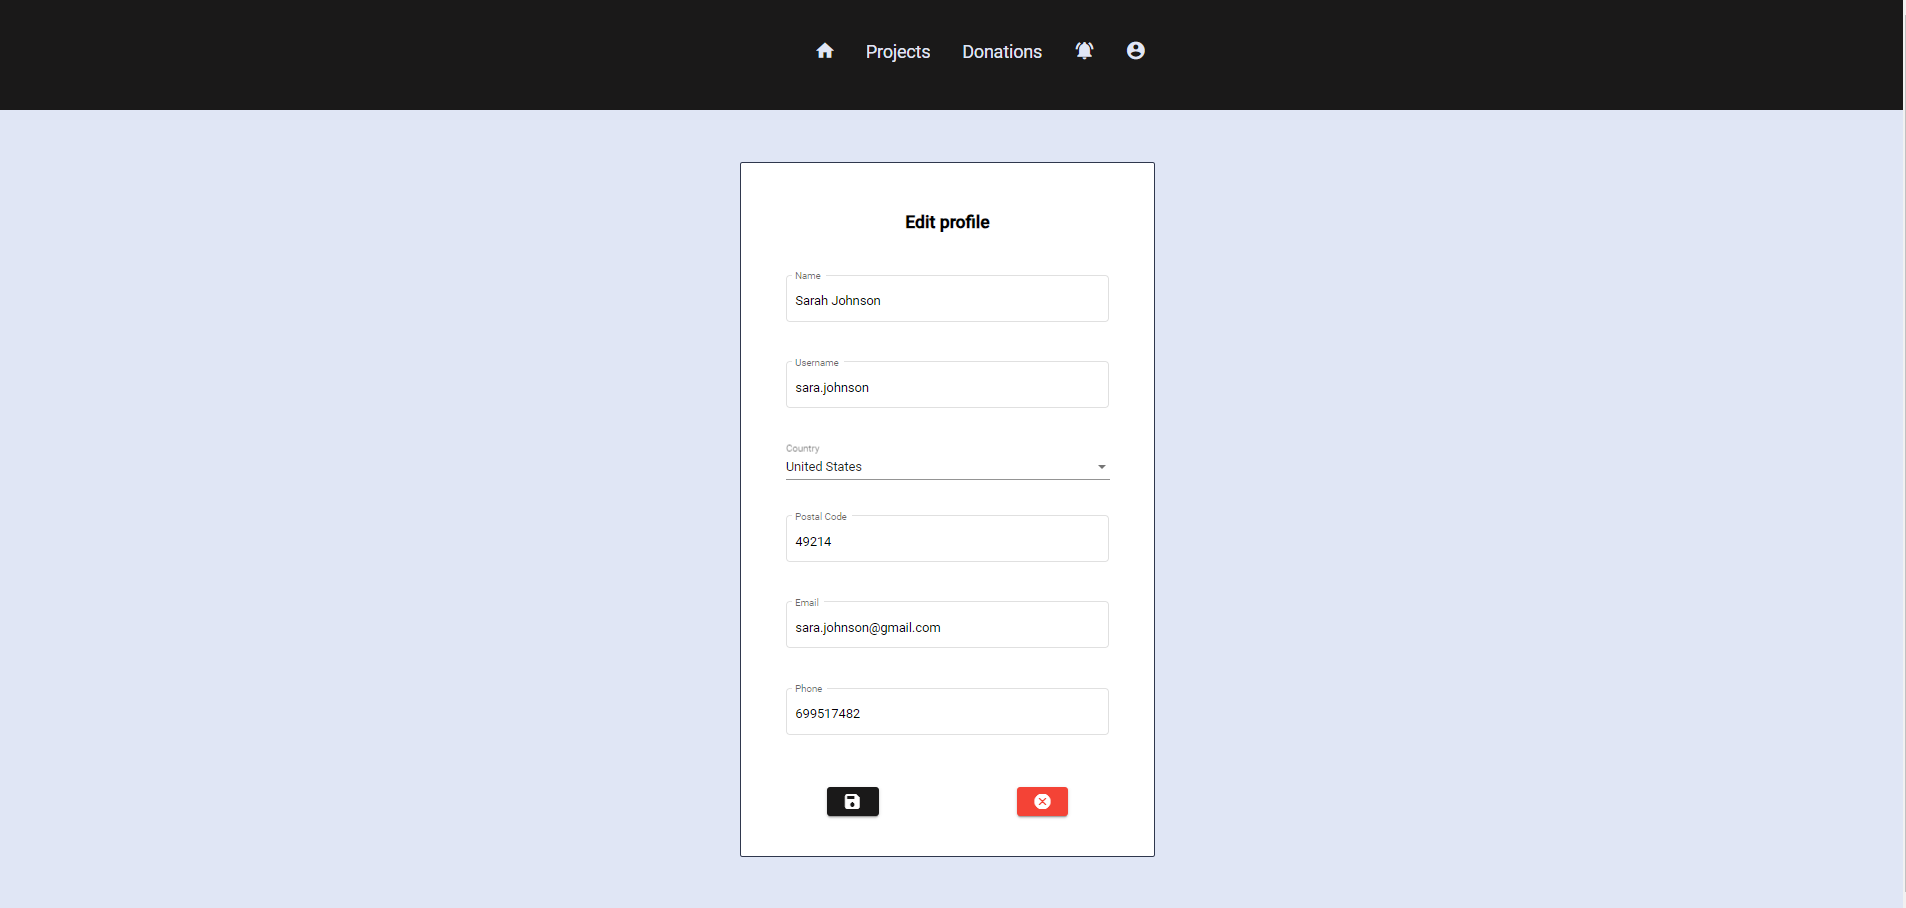 Projects Donations
Edit profile
Name
Sarah Johnson
Username
sara.johnson
Country
United States
Postal Code
49214
Email
sara.johnson@gmail.com
Phone
699517482